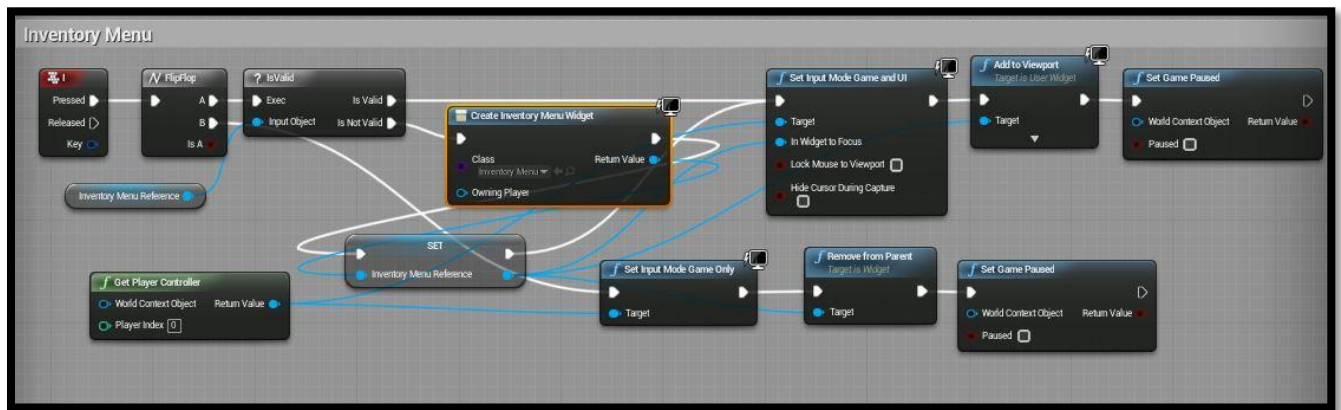 Inventory Menu
I
Pressed
Released
Key
FlipFlop
A
B
Is A
IsValid
Exec
Is Valid
Input Object
Is Not Valid
Inventory Menu Reference
Create Inventory Menu Widget
Class
Return Value
Inventory Menu
Owning Player
SET
Inventory Menu Reference
Get Player Controller
World Context Object
Return Value
Player Index 0
Set Input Mode Game and UI
Target
In Widget to Focus
Lock Mouse to Viewport
Hide Cursor During Capture
Add to Viewport
Target is User Widget
Target
Set Game Paused
World Context Object
Return Value
Paused
Set Input Mode Game Only
Target
Remove from Parent
Target is Widget
Target
Set Game Paused
World Context Object
Return Value
Paused